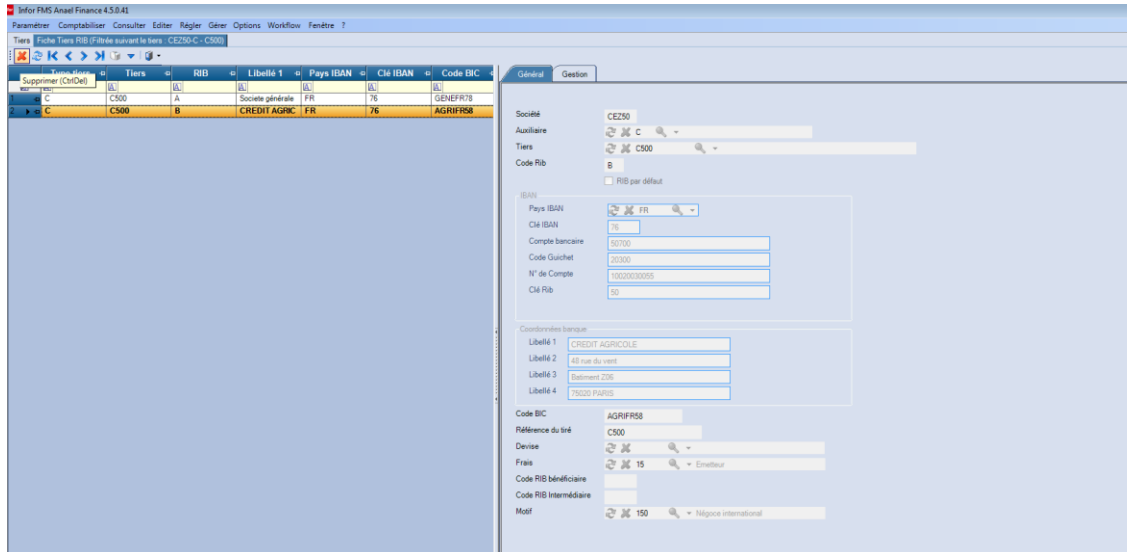 Infor FMS Anael Finance 4.5.0.41
Paramétrer Comptabiliser Consulter Editer Régler Gérer Options Workflow Fenêtre ?
Tiers Fiche Tiers RIB (Filtrée suivant le tiers : CEZ50-C - C500)
Type tiers Tiers RIB Libellé 1 Pays IBAN Clé IBAN Code BIC
Supprimer (CtrlDel)
1 C C500 A Societe générale FR 76 GENEFR78
2 C C500 B CREDIT AGRIC FR 76 AGRIFR58
Général Gestion
Société CEZ50
Auxiliaire C
Tiers C500
Code Rib B
RIB par défaut
IBAN
Pays IBAN FR
Clé IBAN 76
Compte bancaire 50700
Code Guichet 20300
N° de Compte 10020030055
Clé Rib 50
Coordonnées banque
Libellé 1 CREDIT AGRICOLE
Libellé 2 48 rue du vent
Libellé 3 Batiment Z06
Libellé 4 75020 PARIS
Code BIC AGRIFR58
Référence du tiré C500
Devise
Frais 15 Emetteur
Code RIB bénéficiaire
Code RIB Intermédiaire
Motif 150 Négoce international